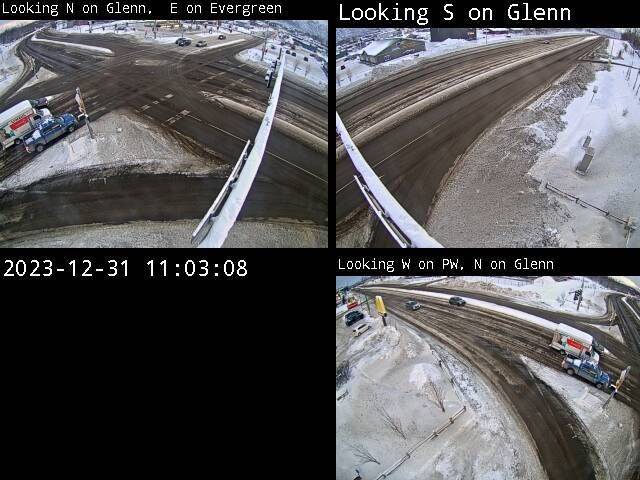 Looking N on Glenn,  E on Evergreen
Looking S on Glenn
2023-12-31 11:03:08
Looking W on PW, N on Glenn